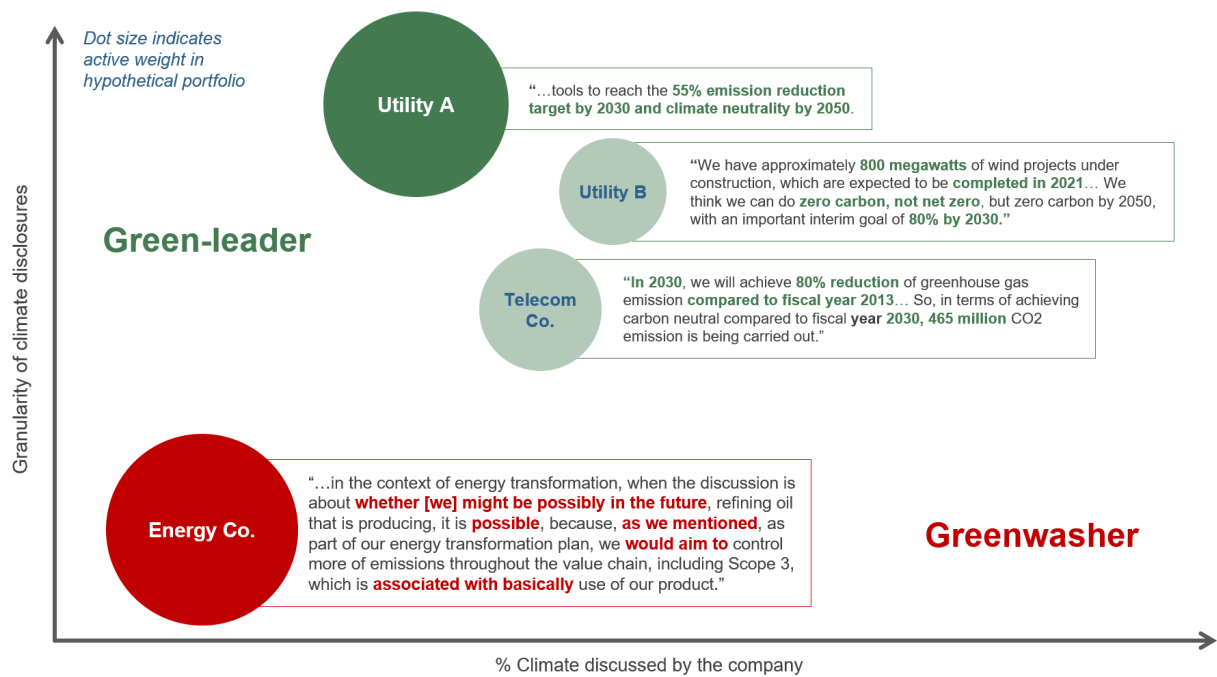 Dot size indicates
active weight in
hypothetical portfolio
Utility A
“…tools to reach the 55% emission reduction
target by 2030 and climate neutrality by 2050.
Utility B
“We have approximately 800 megawatts of wind projects under
construction, which are expected to be completed in 2021… We
think we can do zero carbon, not net zero, but zero carbon by 2050,
with an important interim goal of 80% by 2030.”
Green-leader
Telecom
Co.
“In 2030, we will achieve 80% reduction of greenhouse gas
emission compared to fiscal year 2013… So, in terms of achieving
carbon neutral compared to fiscal year 2030, 465 million CO2
emission is being carried out.”
Granularity of climate disclosures
Energy Co.
“…in the context of energy transformation, when the discussion is
about whether [we] might be possibly in the future, refining oil
that is producing, it is possible, because, as we mentioned, as
part of our energy transformation plan, we would aim to control
more of emissions throughout the value chain, including Scope 3,
which is associated with basically use of our product.”
Greenwasher
% Climate discussed by the company